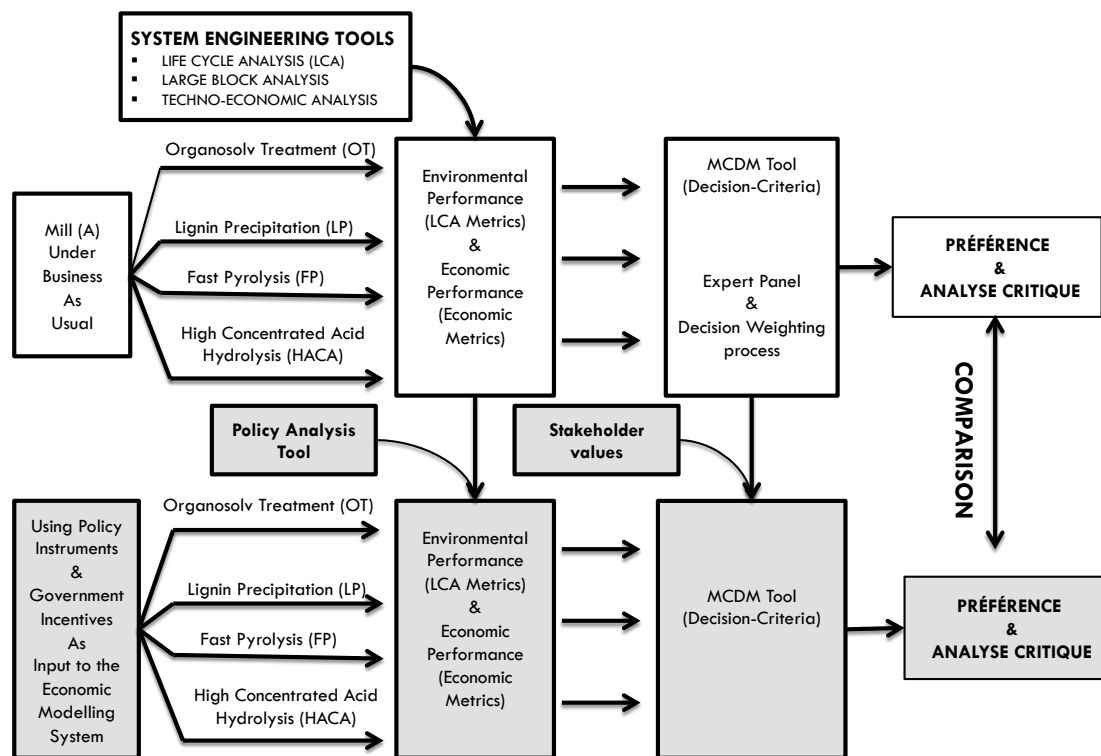 SYSTEM ENGINEERING TOOLS
▪ LIFE CYCLE ANALYSIS (LCA)
▪ LARGE BLOCK ANALYSIS
▪ TECHNO-ECONOMIC ANALYSIS
Mill (A)
Under
Business
As
Usual
Organosolv Treatment (OT)
Lignin Precipitation (LP)
Fast Pyrolysis (FP)
High Concentrated Acid
Hydrolysis (HACA)
Environmental
Performance
(LCA Metrics)
&
Economic
Performance
(Economic
Metrics)
MCDM Tool
(Decision-Criteria)
Expert Panel
&
Decision Weighting
process
PRÉFÉRENCE
&
ANALYSE CRITIQUE
COMPARISON
Policy Analysis
Tool
Stakeholder
values
Using Policy
Instruments
&
Government
Incentives
As
Input to the
Economic
Modelling
System
Organosolv Treatment (OT)
Lignin Precipitation (LP)
Fast Pyrolysis (FP)
High Concentrated Acid
Hydrolysis (HACA)
Environmental
Performance
(LCA Metrics)
&
Economic
Performance
(Economic
Metrics)
MCDM Tool
(Decision-Criteria)
PRÉFÉRENCE
&
ANALYSE CRITIQUE